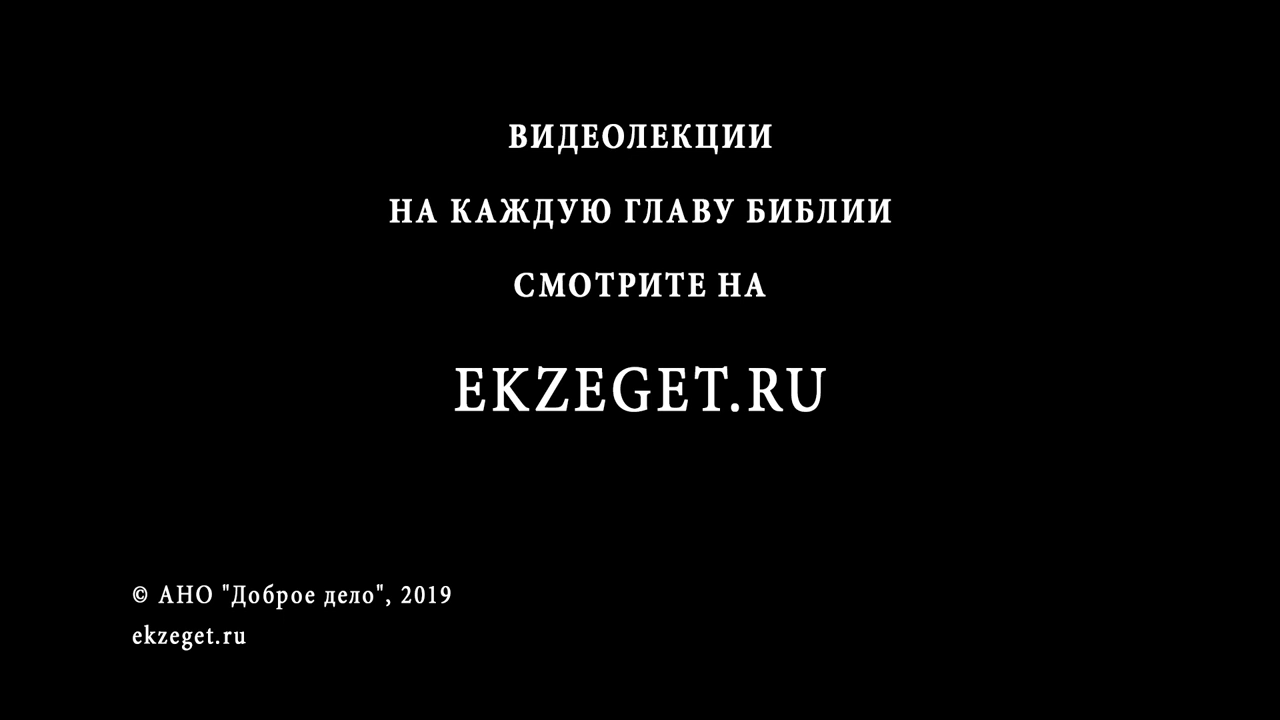 ВИДЕОЛЕКЦИИ
НА КАЖДУЮ ГЛАВУ БИБЛИИ
СМОТРИТЕ НА
EKZEGET.RU
© АНО "Доброе дело", 2019
ekzeget.ru